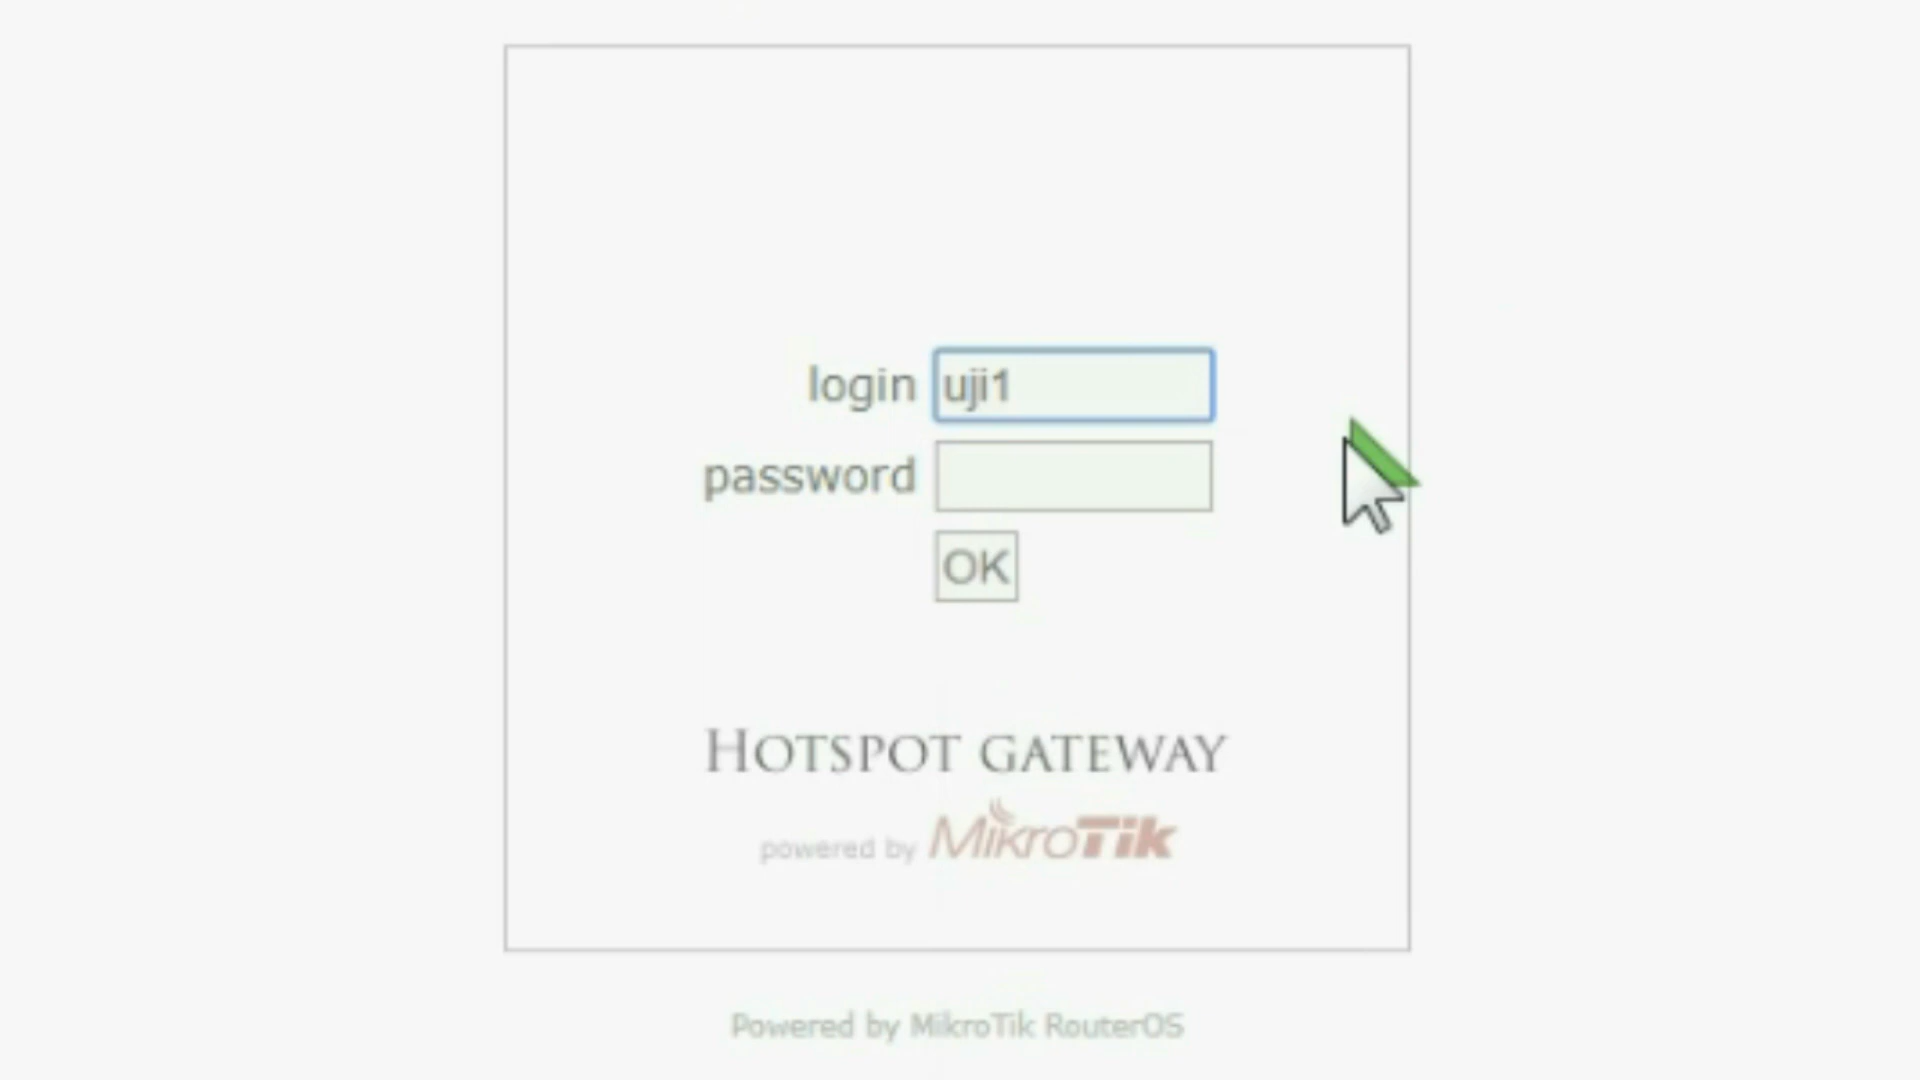 login uji1
password
OK
HOTSPOT GATEWAY
powered by MikroTik
Powered by MikroTik RouterOS